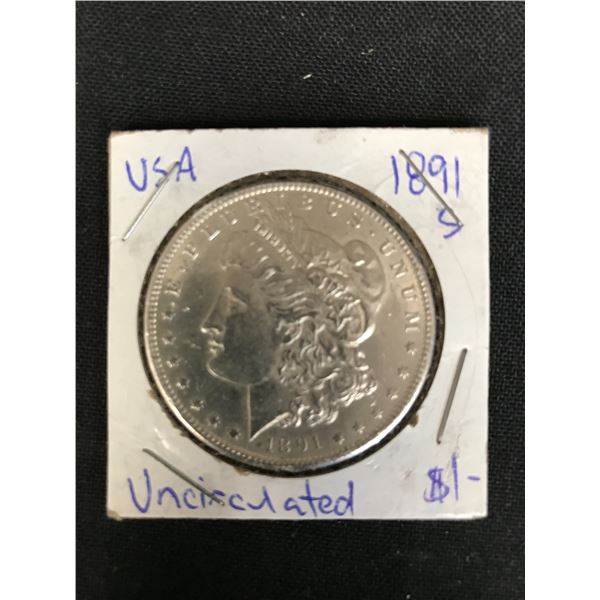 USA
1891
S
E·PLURIBUS·UNUM
LIBERTY
1891
Uncirculated
$1-